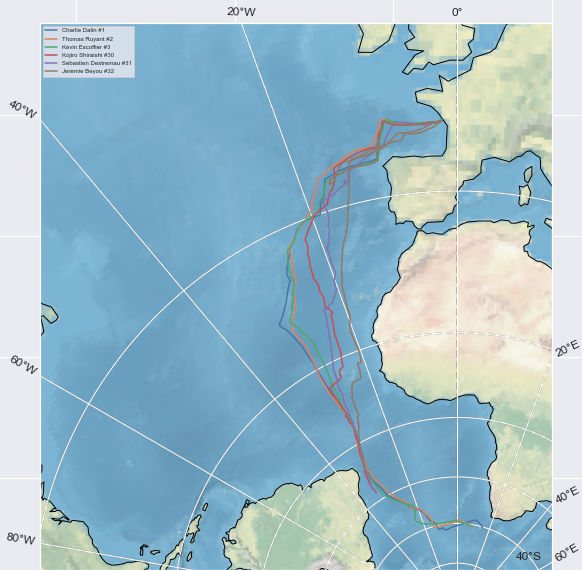 20°W
0°
Charlie Dalin #1
Thomas Ruyant #2
Kevin Escoffier #3
Kojiro Shiraishi #30
Sebastien Destremau #31
Jeremie Beyou #32
40°W
20°E
60°W
40°E
80°W
40°S
60°E